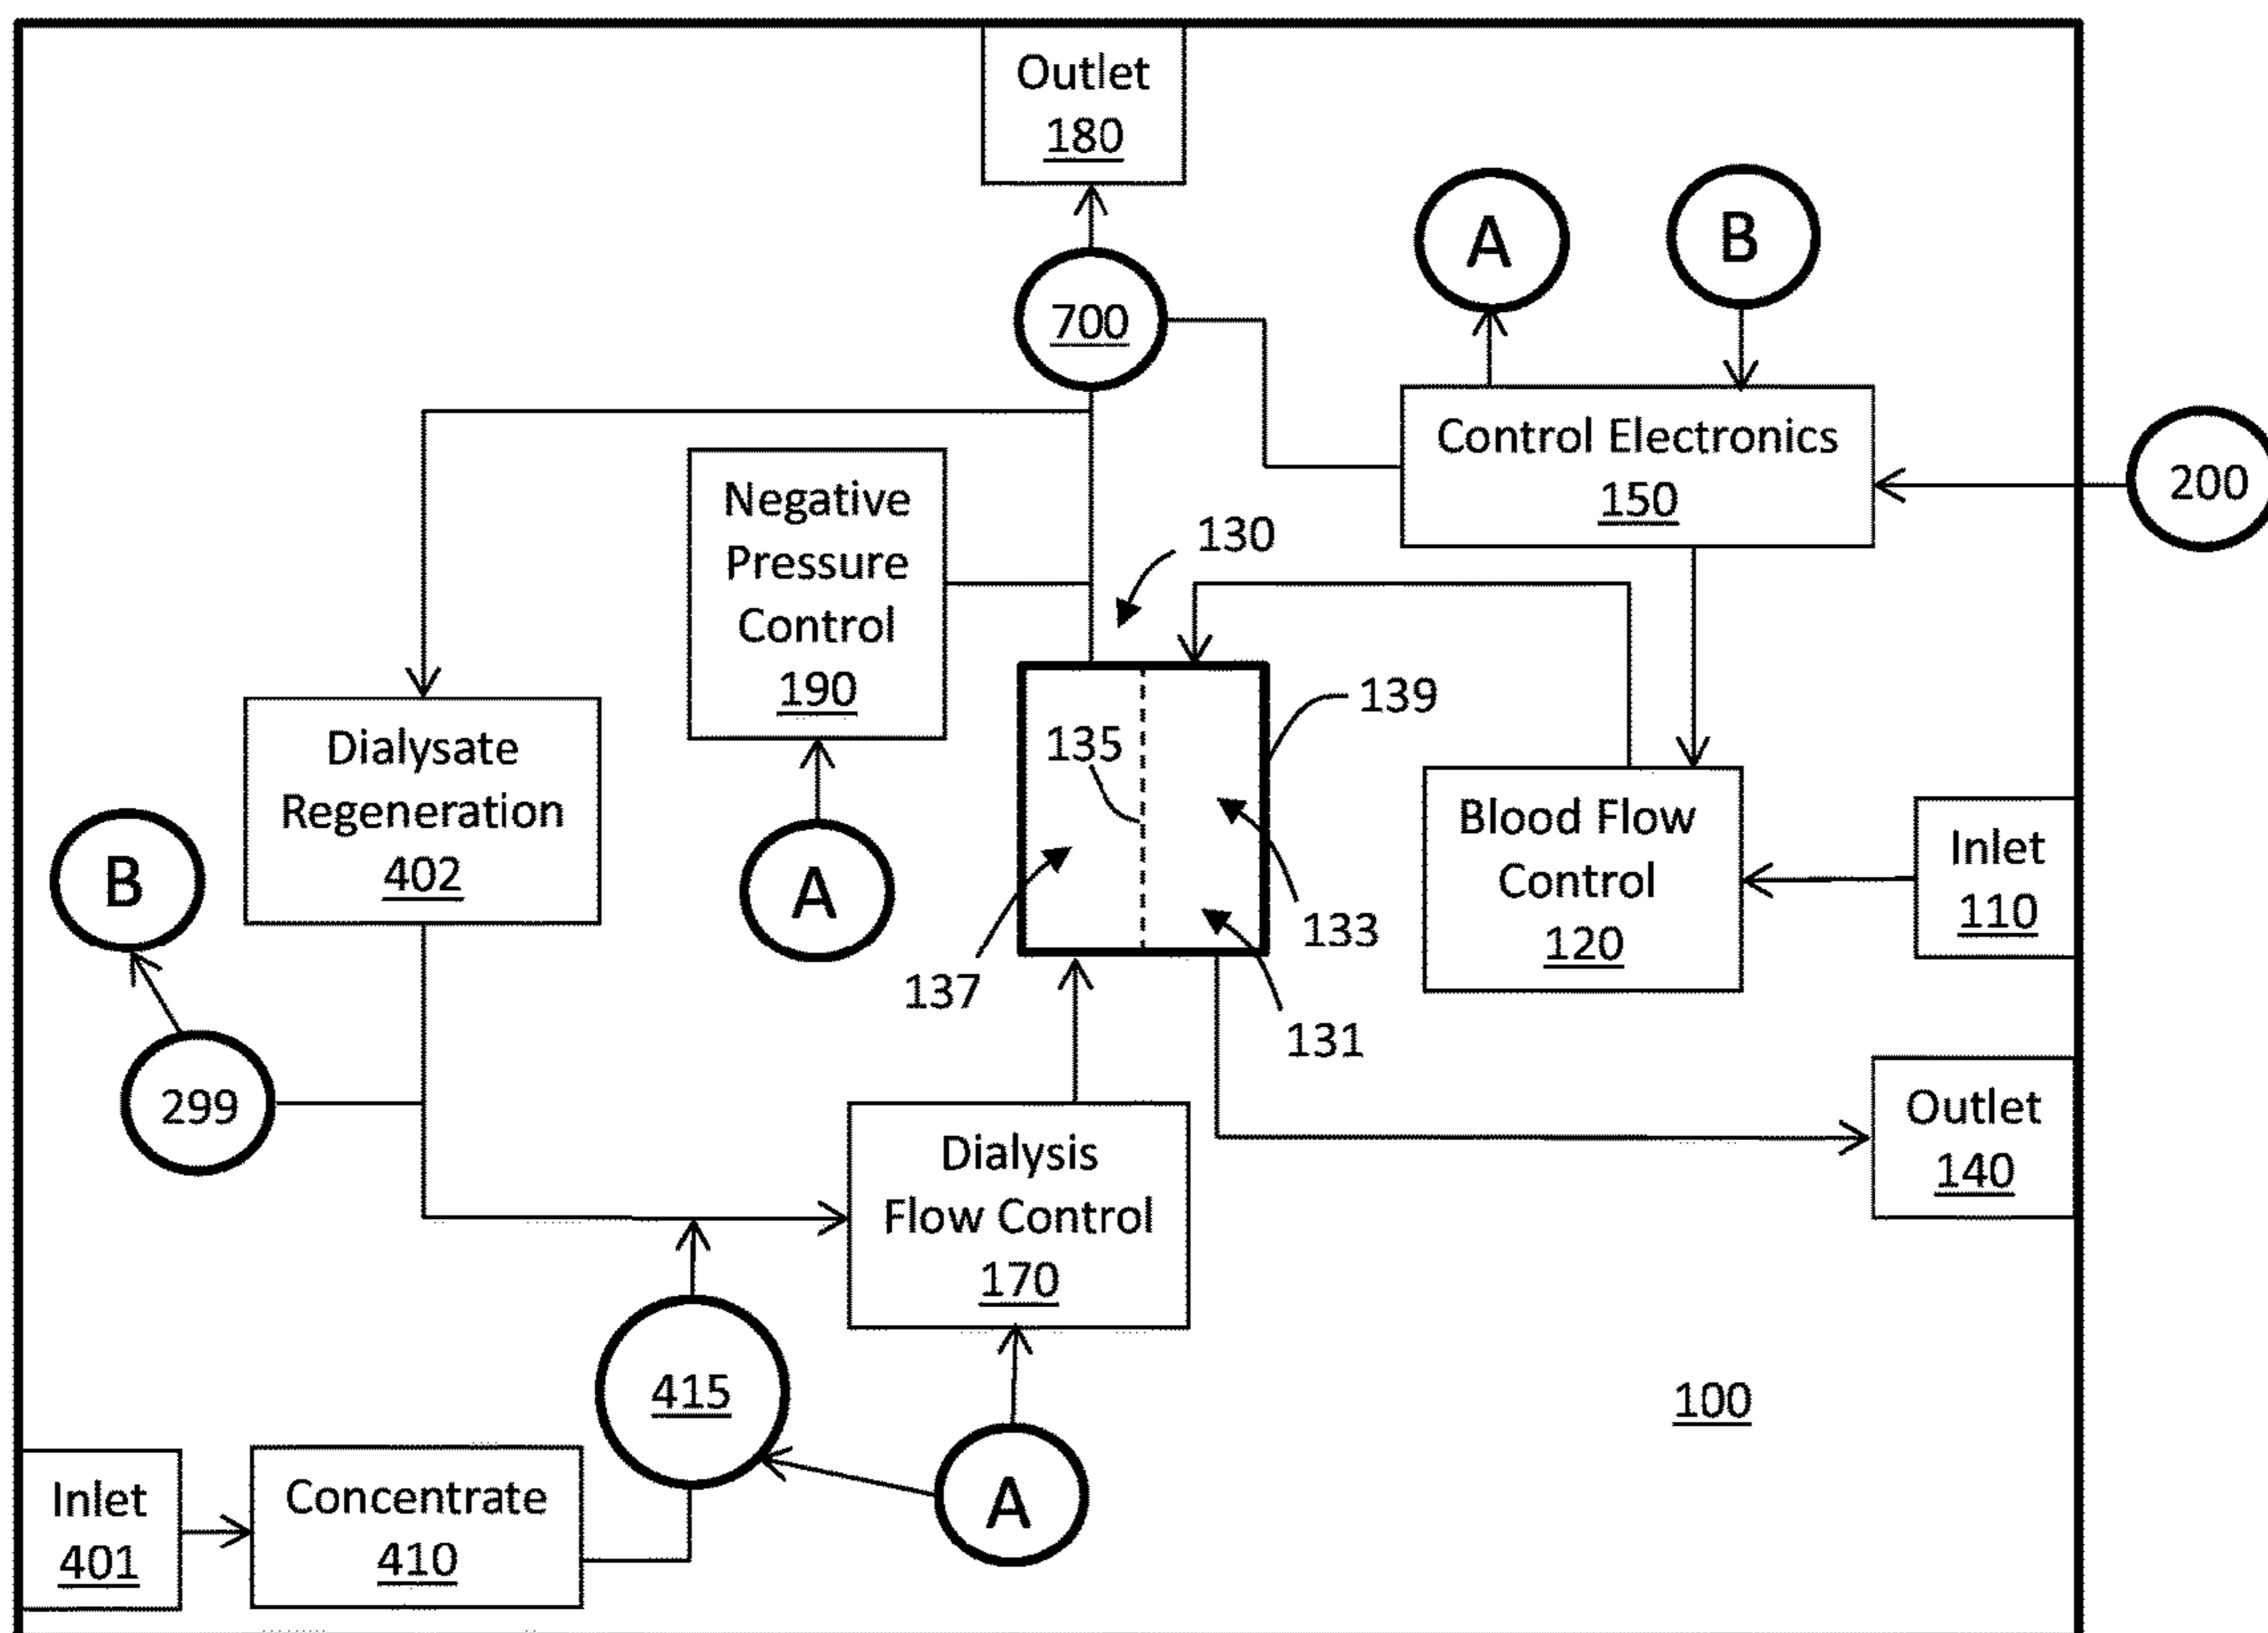 Outlet
180
A
B
700
Control Electronics
150
200
Negative
Pressure
Control
190
130
139
135
Dialysate
Regeneration
402
Blood Flow
Control
120
Inlet
110
B
A
137
133
131
299
Outlet
140
Dialysis
Flow Control
170
415
100
A
Inlet
401
Concentrate
410